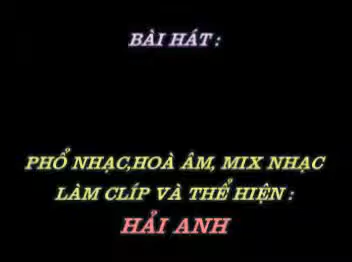 BÀI HÁT :
PHỔ NHẠC,HOÀ ÂM, MIX NHẠC
LÀM CLÍP VÀ THỂ HIỆN :
HẢI ANH